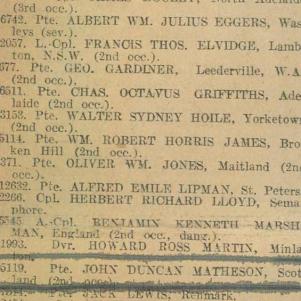 (3rd occ.).
6742. Pte. ALBERT WM. JULIUS EGGERS, Was
leys (sev.).
2057. L.-Cpl. FRANCIS THOS. ELVIDGE, Lamb
ton, N.S.W. (2nd occ.).
677. Pte. GEO. GARDINER, Leederville, W.A.
(2nd occ.).
6511. Pte. CHAS. OCTAVUS GRIFFITHS, Ade
laide (2nd occ.).
3153. Pte. WALTER SYDNEY HOILE, Yorketown
(2nd occ.).
5114. Pte. WM. ROBERT HORRIS JAMES, Bro
ken Hill (2nd occ.).
371. Pte. OLIVER WM. JONES, Maitland (2nd
occ.).
12632. Pte. ALFRED EMILE LIPMAN, St. Peters
2266. Cpl. HERBERT RICHARD LLOYD, Sema
phore.
5545. A.-Cpl. BENJAMIN KENNETH MARSH
MAN, England (2nd occ., dang.).
1993. Dvr. HOWARD ROSS MARTIN, Minla
ton.
5119. Pte. JOHN DUNCAN MATHESON, Scot
land (2nd occ.).
Pte. JACK LEWIS, Renmark.